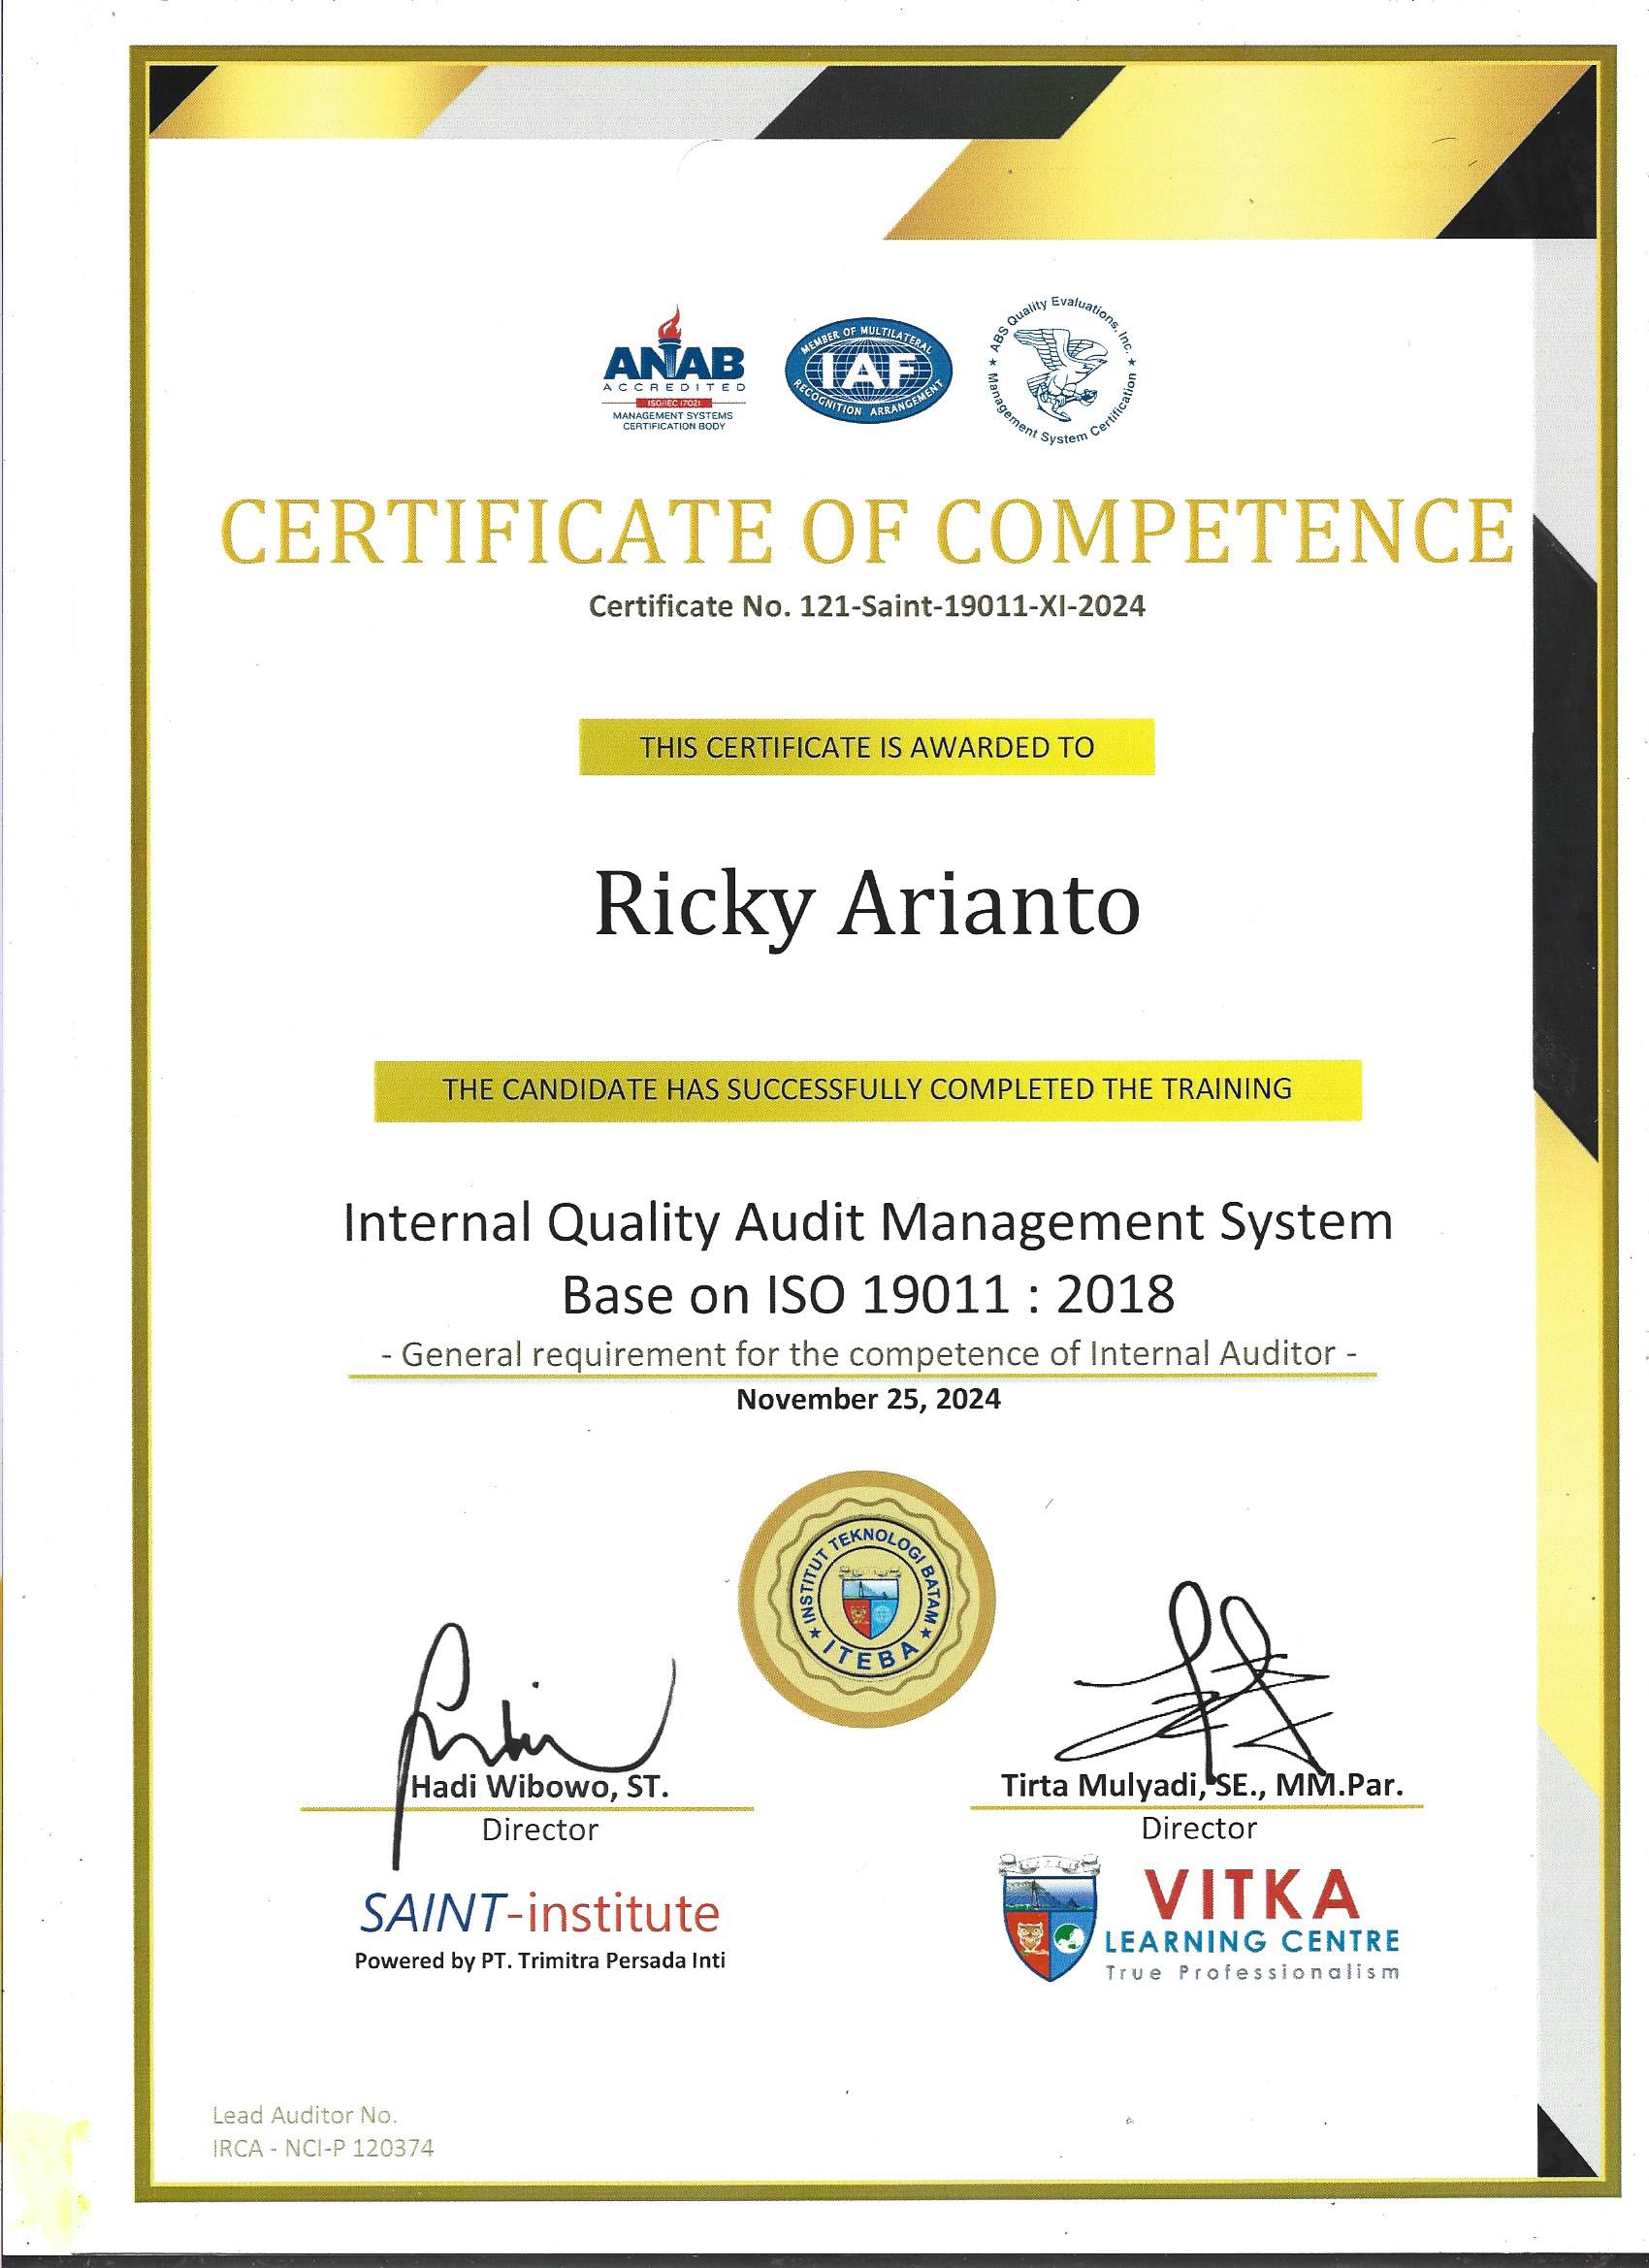 ANAB
ACCREDITED
ISO/IEC 17021
MANAGEMENT SYSTEMS
CERTIFICATION BODY
MEMBER OF MULTILATERAL
IAF
RECOGNITION ARRANGEMENT
ABS Quality Evaluations, Inc.
Management System Certification
CERTIFICATE OF COMPETENCE
Certificate No. 121-Saint-19011-XI-2024
THIS CERTIFICATE IS AWARDED TO
Ricky Arianto
THE CANDIDATE HAS SUCCESSFULLY COMPLETED THE TRAINING
Internal Quality Audit Management System
Base on ISO 19011 : 2018
- General requirement for the competence of Internal Auditor -
November 25, 2024
INSTITUT TEKNOLOGI BATAM
ITEBA
Hadi Wibowo, ST.
Director
SAINT-institute
Powered by PT. Trimitra Persada Inti
Tirta Mulyadi, SE., MM.Par.
Director
VITKA
LEARNING CENTRE
True Professionalism
Lead Auditor No.
IRCA - NCI-P 120374